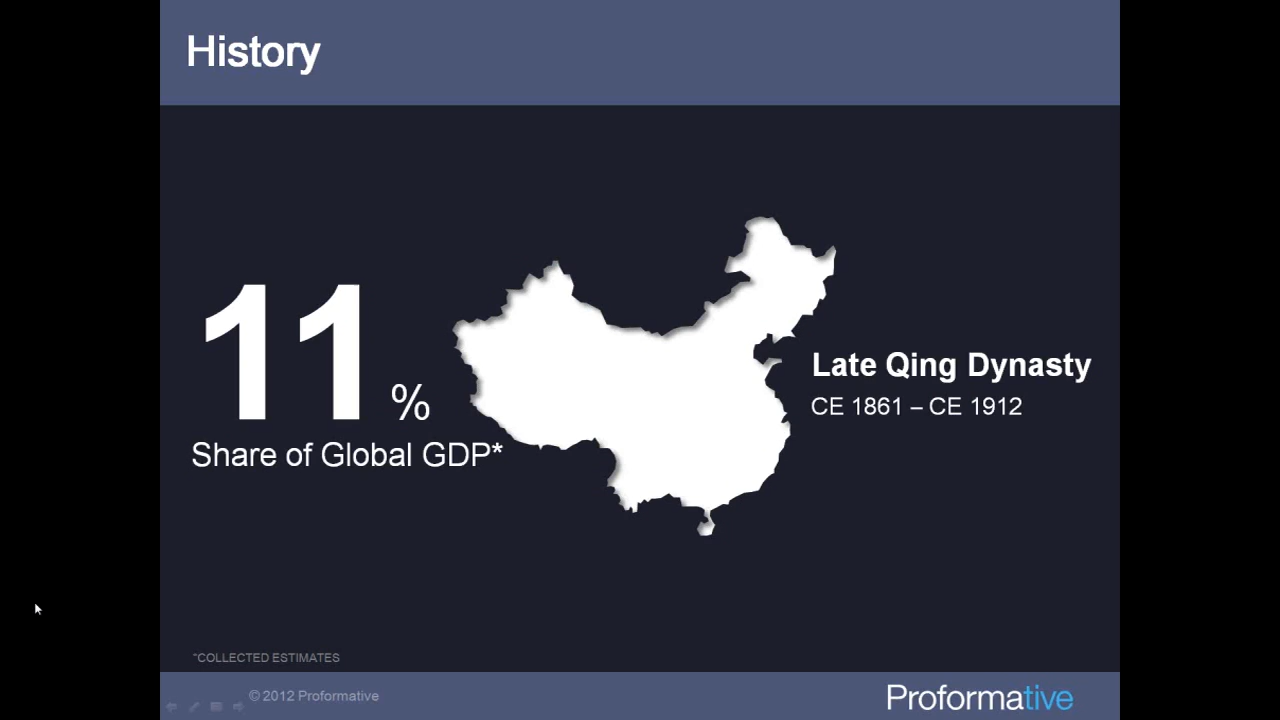 History
11
%
Share of Global GDP*
Late Qing Dynasty
CE 1861 – CE 1912
*COLLECTED ESTIMATES
© 2012 Proformative
Proformative